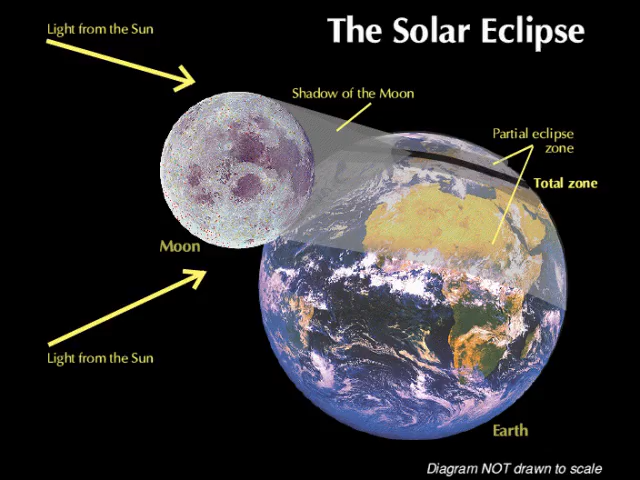 The Solar Eclipse
Light from the Sun
Shadow of the Moon
Partial eclipse
zone
Total zone
Moon
Light from the Sun
Earth
Diagram NOT drawn to scale